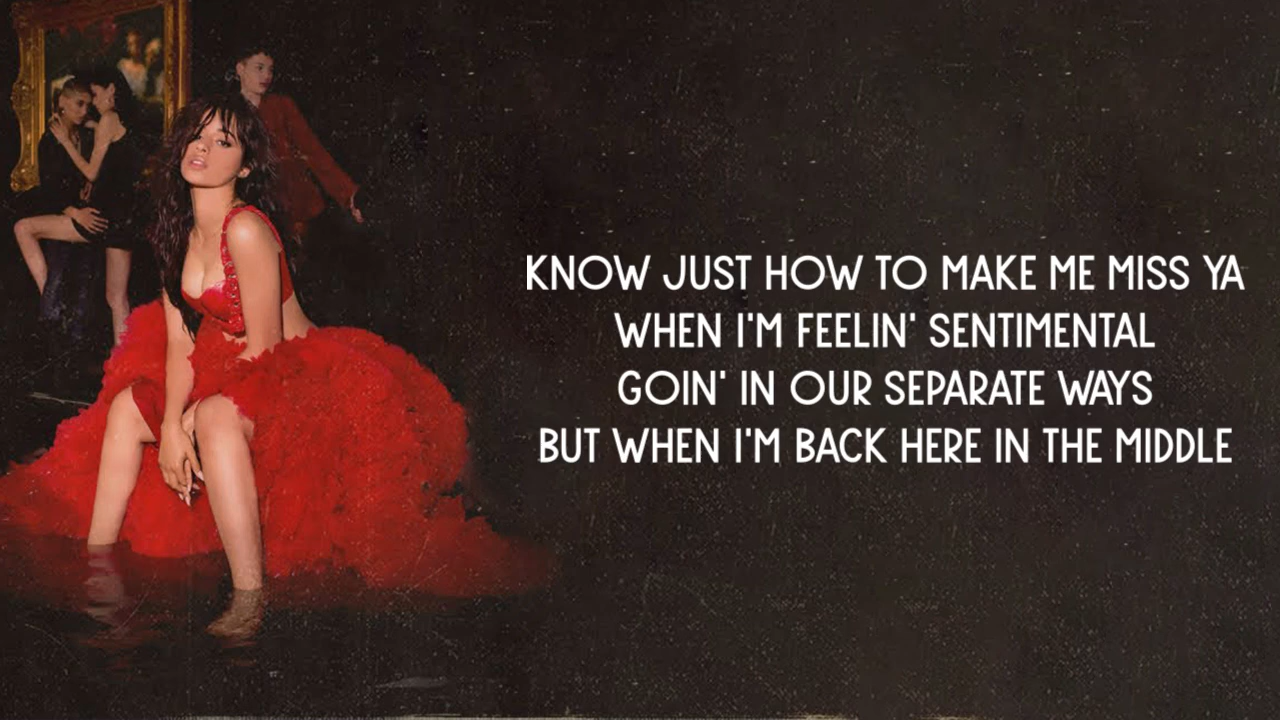 KNOW JUST HOW TO MAKE ME MISS YA
WHEN I'M FEELIN' SENTIMENTAL
GOIN' IN OUR SEPARATE WAYS
BUT WHEN I'M BACK HERE IN THE MIDDLE